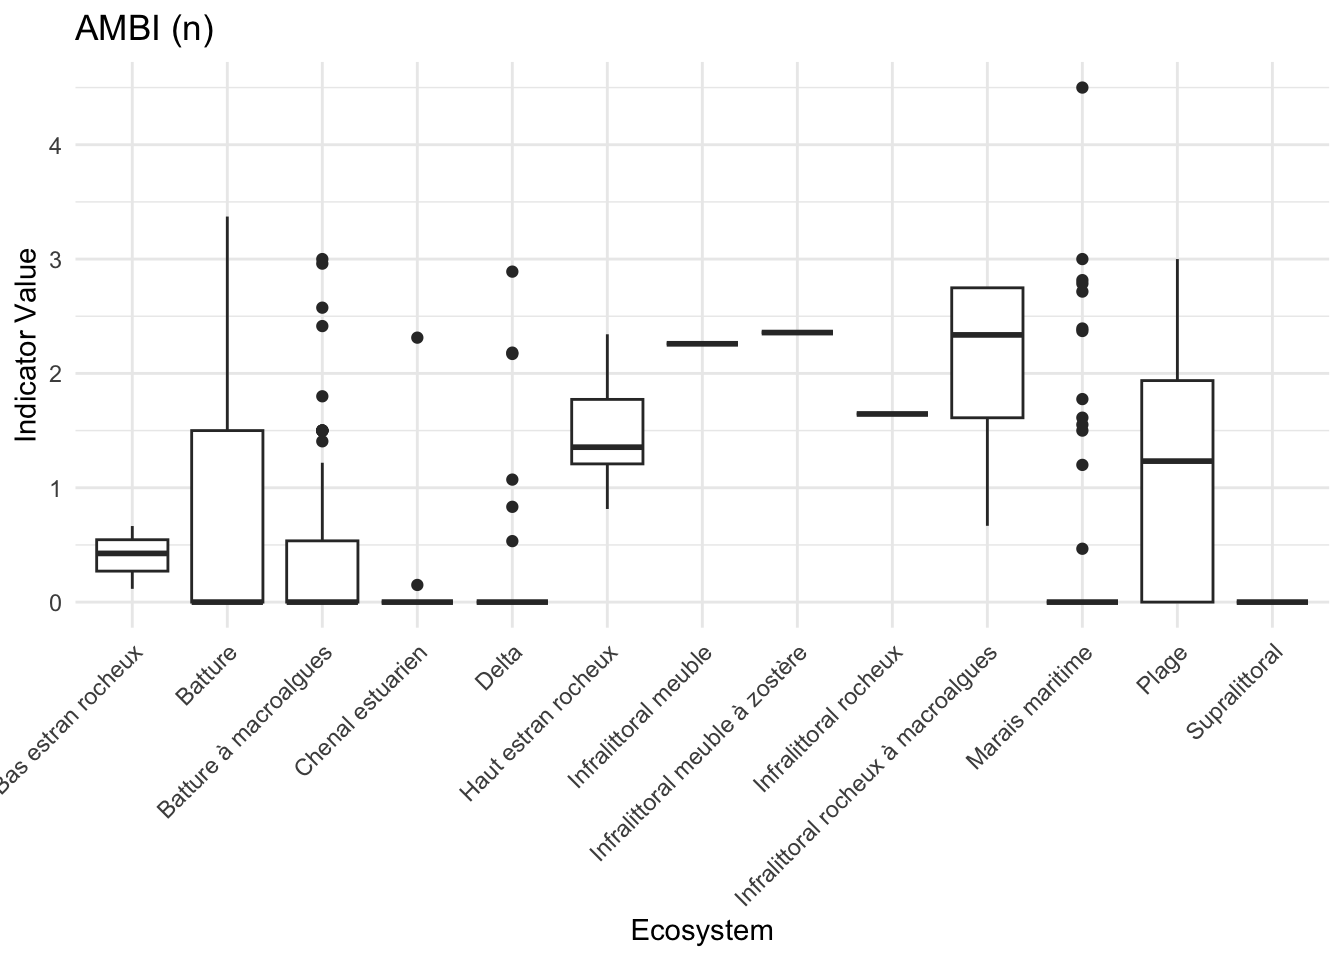 AMBI (n)
Indicator Value
4
3
2
1
0
Bas estran rocheux
Batture
Batture à macroalgues
Chenal estuarien
Delta
Haut estran rocheux
Infralittoral meuble
Infralittoral meuble à zostère
Infralittoral rocheux
Infralittoral rocheux à macroalgues
Marais maritime
Plage
Supralittoral
Ecosystem